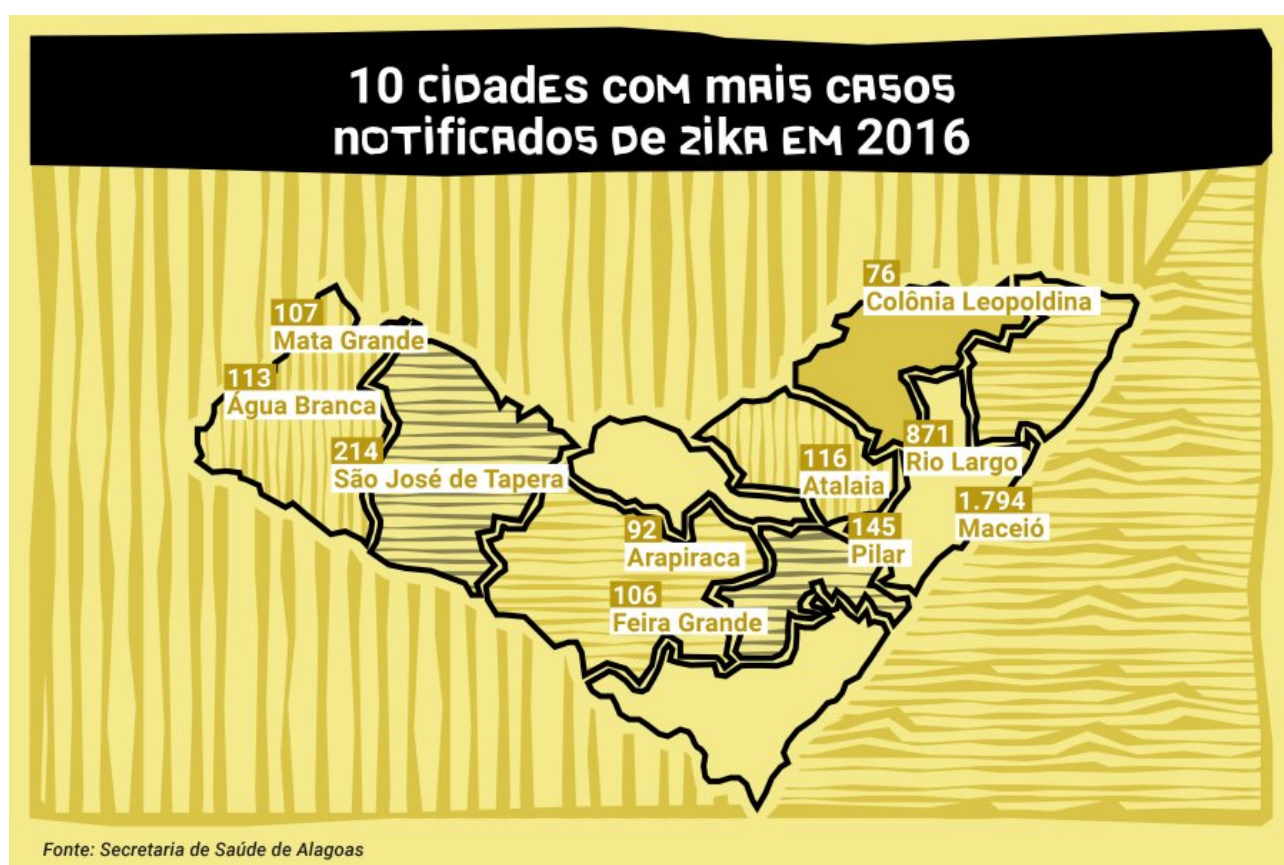 10 cidades com mais casos
notificados de zika em 2016
76
Colônia Leopoldina
107
Mata Grande
113
Água Branca
214
São José de Tapera
116
Atalaia
871
Rio Largo
1.794
Maceió
92
Arapiraca
145
Pilar
106
Feira Grande
Fonte: Secretaria de Saúde de Alagoas